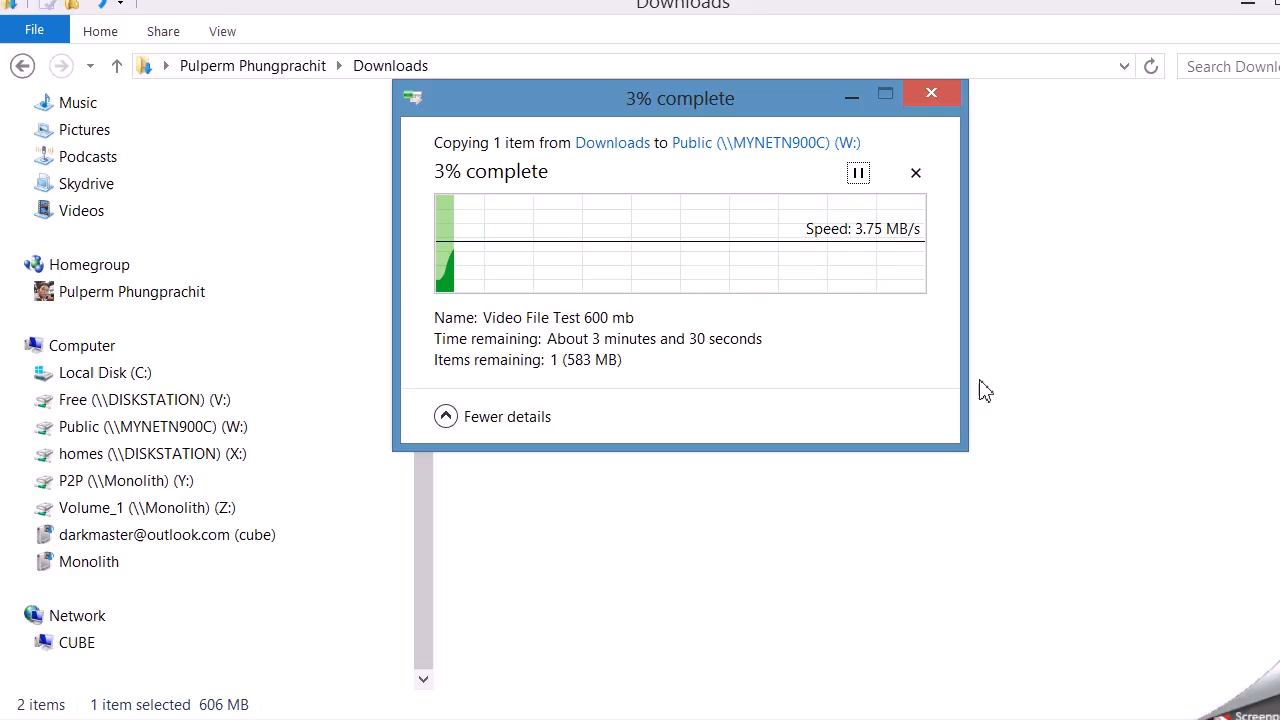 Downloads
File
Home
Share
View
Pulperm Phungprachit
Downloads
Search Downl
Music
Pictures
Podcasts
Skydrive
Videos
Homegroup
Pulperm Phungprachit
Computer
Local Disk (C:)
Free (\\DISKSTATION) (V:)
Public (\\MYNETN900C) (W:)
homes (\\DISKSTATION) (X:)
P2P (\\Monolith) (Y:)
Volume_1 (\\Monolith) (Z:)
darkmaster@outlook.com (cube)
Monolith
Network
CUBE
2 items
1 item selected 606 MB
3% complete
Copying 1 item from Downloads to Public (\\MYNETN900C) (W:)
3% complete
Speed: 3.75 MB/s
Name: Video File Test 600 mb
Time remaining: About 3 minutes and 30 seconds
Items remaining: 1 (583 MB)
Fewer details